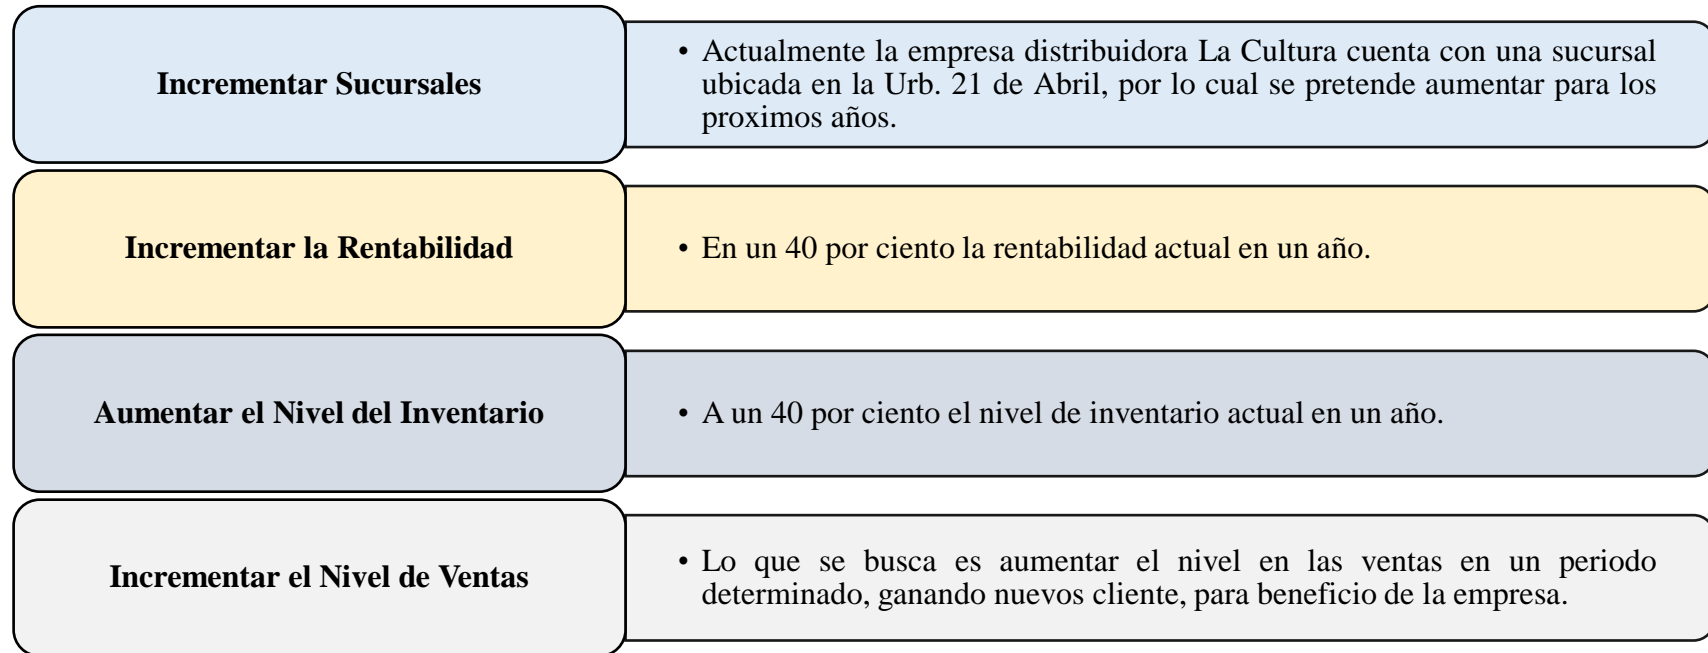 Incrementar Sucursales
• Actualmente la empresa distribuidora La Cultura cuenta con una sucursal
ubicada en la Urb. 21 de Abril, por lo cual se pretende aumentar para los
proximos años.
Incrementar la Rentabilidad
• En un 40 por ciento la rentabilidad actual en un año.
Aumentar el Nivel del Inventario
• A un 40 por ciento el nivel de inventario actual en un año.
Incrementar el Nivel de Ventas
• Lo que se busca es aumentar el nivel en las ventas en un periodo
determinado, ganando nuevos cliente, para beneficio de la empresa.